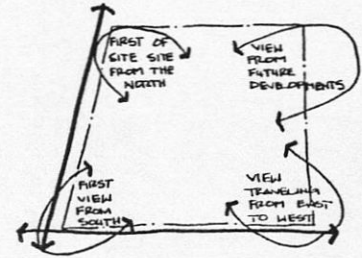 FIRST OF
SITE SITE
FROM THE
NORTH
VIEW
FROM
FUTURE
DEVELOPMENTS
FIRST
VIEW
FROM
SOUTH
VIEW
TRAVELING
FROM EAST
TO WEST